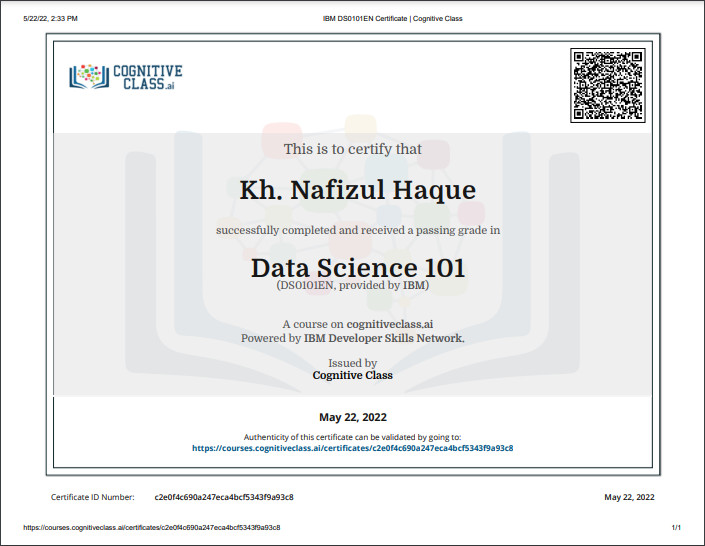 5/22/22, 2:33 PM IBM DS0101EN Certificate | Cognitive Class
COGNITIVE
CLASS.ai
This is to certify that
Kh. Nafizul Haque
successfully completed and received a passing grade in
Data Science 101
(DS0101EN, provided by IBM)
A course on cognitiveclass.ai
Powered by IBM Developer Skills Network.
Issued by
Cognitive Class
May 22, 2022
Authenticity of this certificate can be validated by going to:
https://courses.cognitiveclass.ai/certificates/c2e0f4c690a247eca4bcf5343f9a93c8
Certificate ID Number: c2e0f4c690a247eca4bcf5343f9a93c8 May 22, 2022
https://courses.cognitiveclass.ai/certificates/c2e0f4c690a247eca4bcf5343f9a93c8 1/1